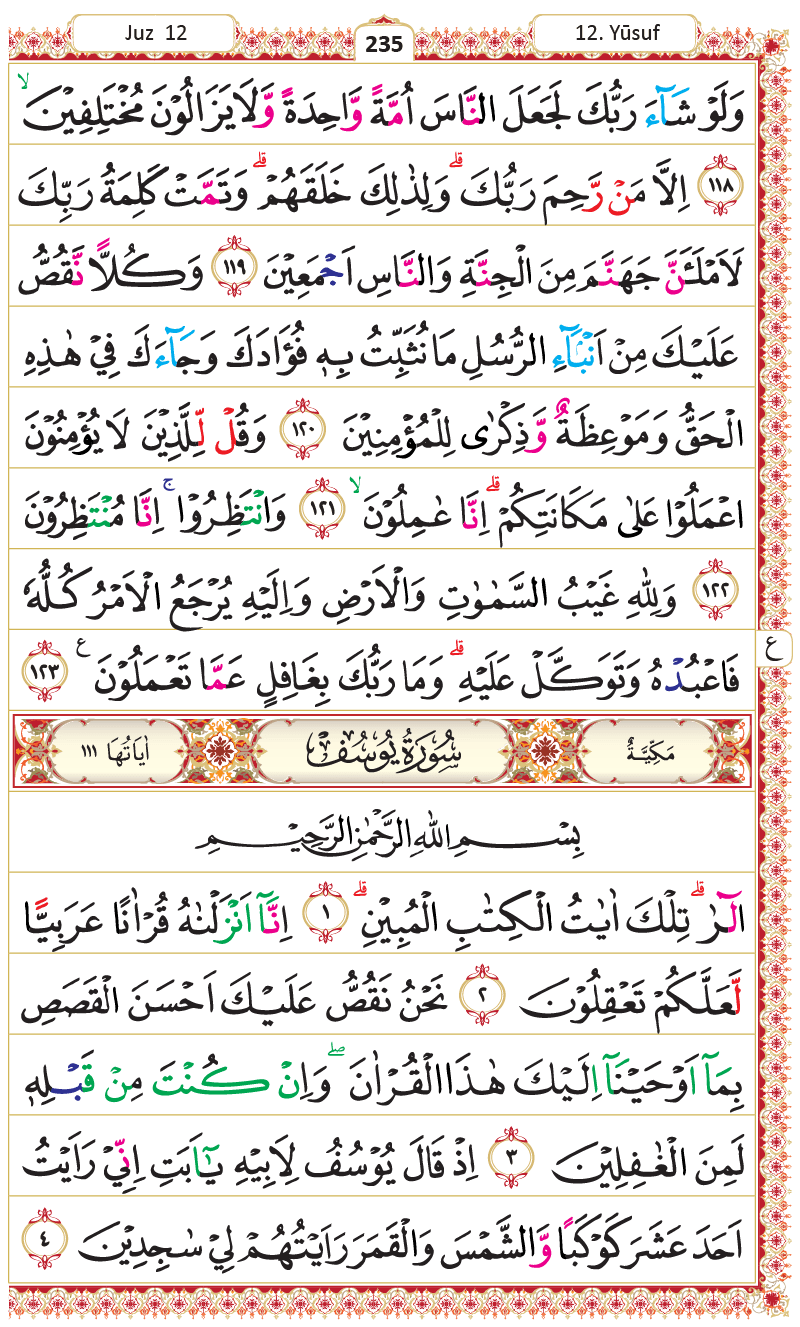 Juz 12
235
12. Yūsuf
وَلَوْ شَآءَ رَبُّكَ لَجَعَلَ النَّاسَ اُمَّةً وَّاحِدَةً وَّلَا يَزَالُوْنَ مُخْتَلِفِيْنَ ۙ
١١٨ اِلَّا مَنْ رَّحِمَ رَبُّكَ ۗ وَلِذٰلِكَ خَلَقَهُمْ ۗ وَتَمَّتْ كَلِمَةُ رَبِّكَ
لَاَمْلَـَٔنَّ جَهَنَّمَ مِنَ الْجِنَّةِ وَالنَّاسِ اَجْمَعِيْنَ ١١٩ وَكُلًّا نَّقُصُّ
عَلَيْكَ مِنْ اَنْۢبَآءِ الرُّسُلِ مَا نُثَبِّتُ بِهٖ فُؤَادَكَ وَجَآءَكَ فِيْ هٰذِهِ
الْحَقُّ وَمَوْعِظَةٌ وَّذِكْرٰى لِلْمُؤْمِنِيْنَ ١٢٠ وَقُلْ لِّلَّذِيْنَ لَا يُؤْمِنُوْنَ
اعْمَلُوْا عَلٰى مَكَانَتِكُمْ ۗ اِنَّا عٰمِلُوْنَ ۙ ١٢١ وَانْتَظِرُوْا ۚ اِنَّا مُنْتَظِرُوْنَ
١٢٢ وَلِلّٰهِ غَيْبُ السَّمٰوٰتِ وَالْاَرْضِ وَاِلَيْهِ يُرْجَعُ الْاَمْرُ كُلُّهٗ
فَاعْبُدْهُ وَتَوَكَّلْ عَلَيْهِ ۗ وَمَا رَبُّكَ بِغَافِلٍ عَمَّا تَعْمَلُوْنَ ع ١٢٣
ع
مَكِّيَّةٌ سُوْرَةُ يُوْسُفَ اٰيَاتُهَا ١١١
بِسْمِ اللّٰهِ الرَّحْمٰنِ الرَّحِيْمِ
الۤرٰ ۗ تِلْكَ اٰيٰتُ الْكِتٰبِ الْمُبِيْنِ ۗ ١ اِنَّآ اَنْزَلْنٰهُ قُرْاٰنًا عَرَبِيًّا
لَّعَلَّكُمْ تَعْقِلُوْنَ ٢ نَحْنُ نَقُصُّ عَلَيْكَ اَحْسَنَ الْقَصَصِ
بِمَآ اَوْحَيْنَآ اِلَيْكَ هٰذَا الْقُرْاٰنَ ۖ وَاِنْ كُنْتَ مِنْ قَبْلِهٖ
لَمِنَ الْغٰفِلِيْنَ ٣ اِذْ قَالَ يُوْسُفُ لِاَبِيْهِ يٰٓاَبَتِ اِنِّيْ رَاَيْتُ
اَحَدَ عَشَرَ كَوْكَبًا وَّالشَّمْسَ وَالْقَمَرَ رَاَيْتُهُمْ لِيْ سٰجِدِيْنَ ٤